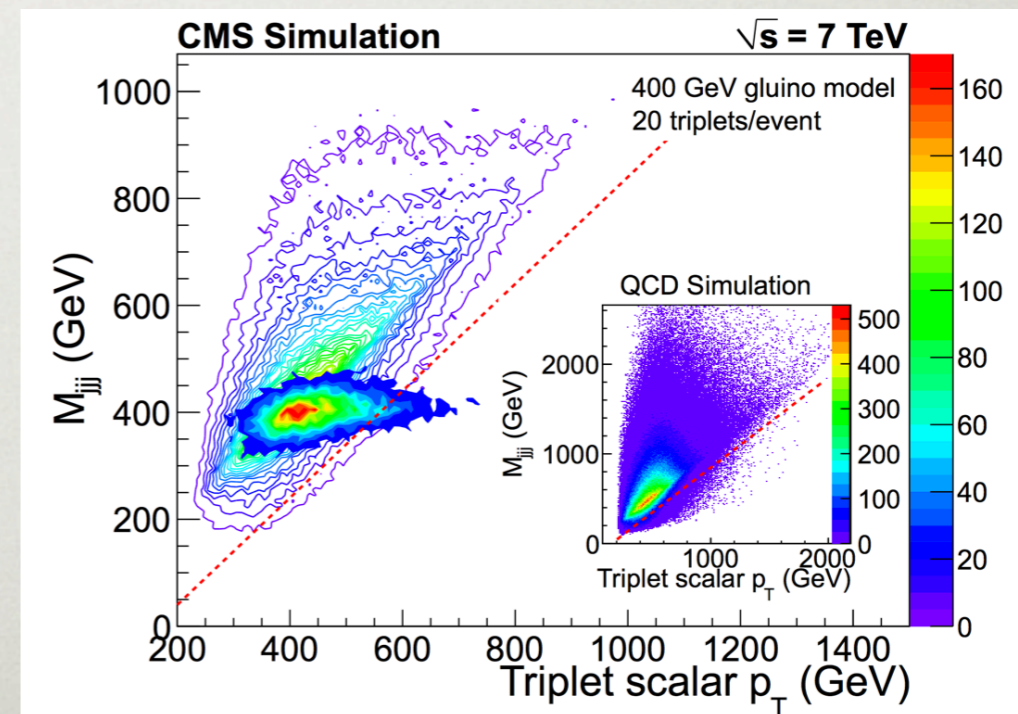 CMS Simulation
√s = 7 TeV
400 GeV gluino model
20 triplets/event
M_jjj (GeV)
1000
800
600
400
200
0
200 400 600 800 1000 1200 1400
Triplet scalar p_T (GeV)
160
140
120
100
80
60
40
20
0
QCD Simulation
M_jjj (GeV)
2000
1000
0
1000 2000
Triplet scalar p_T (GeV)
500
400
300
200
100
0